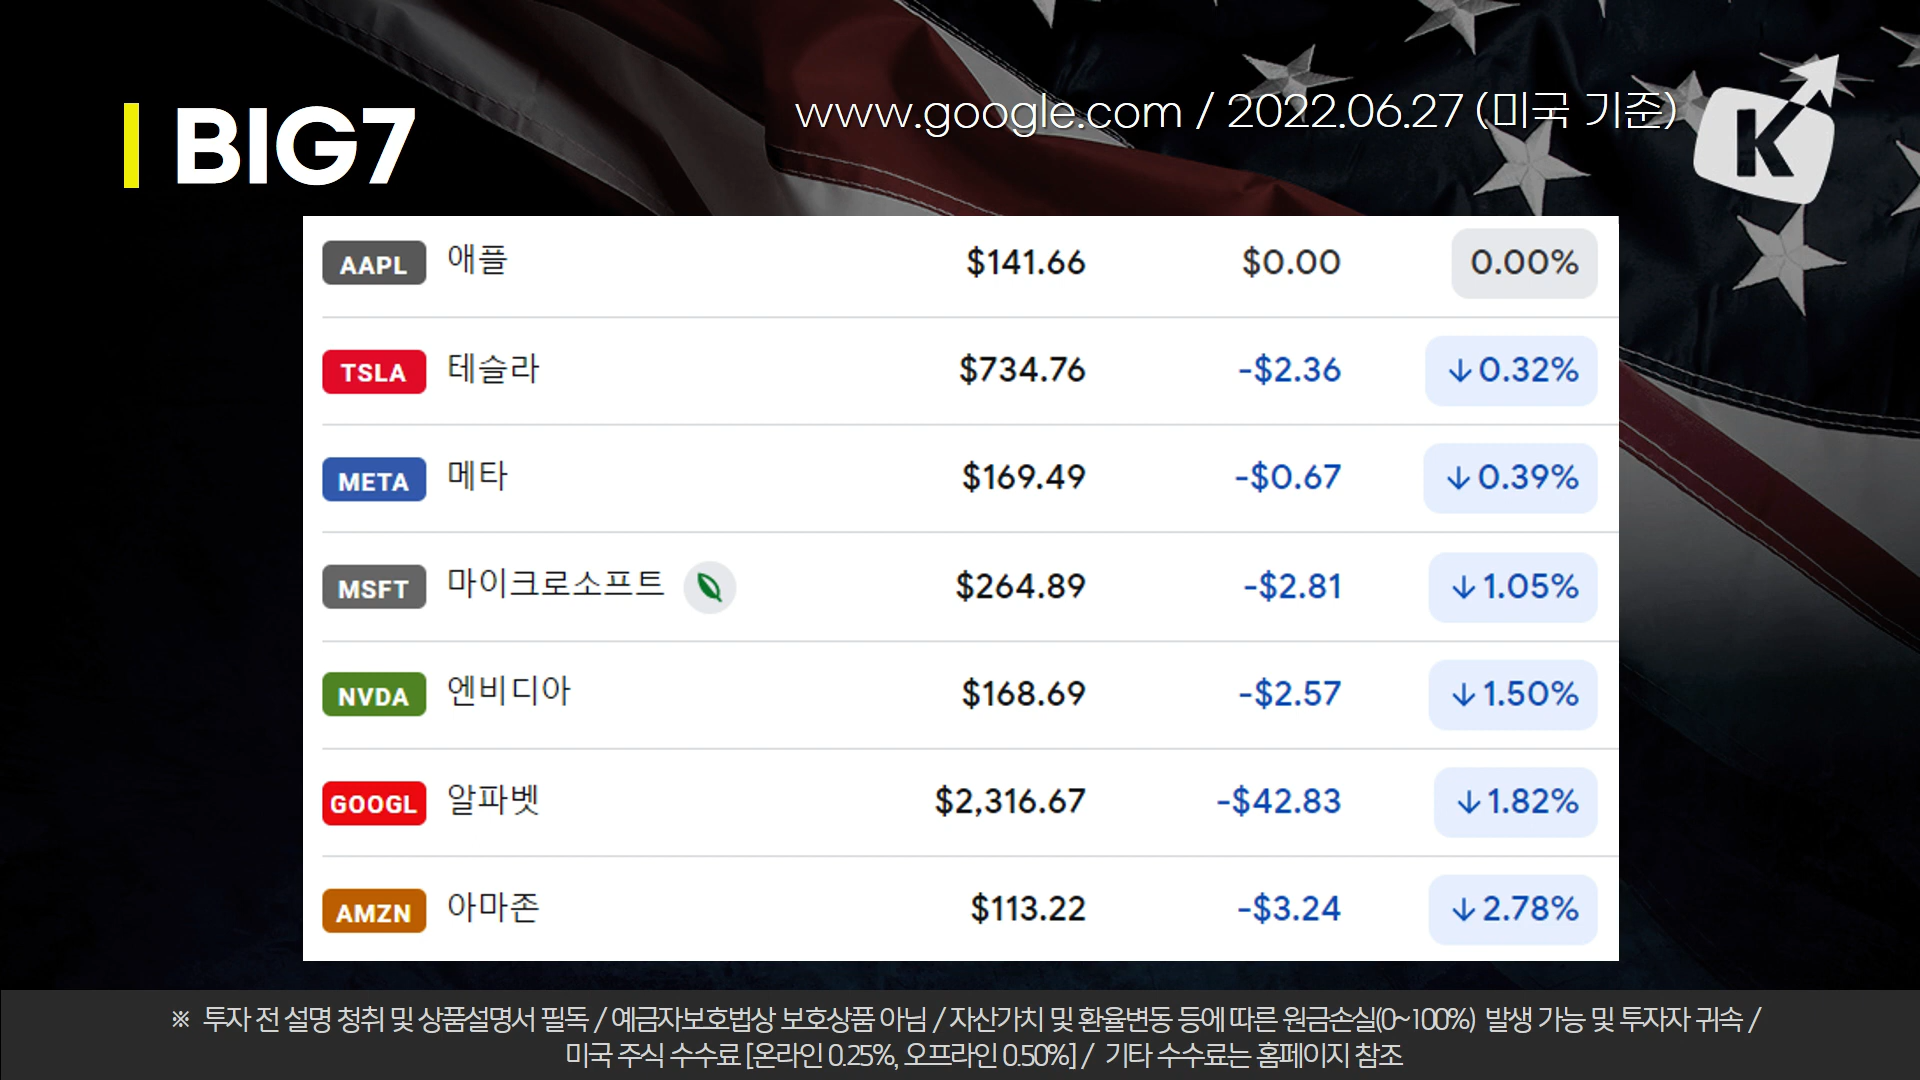 BIG7
www.google.com / 2022.06.27 (미국 기준)
K
AAPL 애플 $141.66 $0.00 0.00%
TSLA 테슬라 $734.76 -$2.36 ↓0.32%
META 메타 $169.49 -$0.67 ↓0.39%
MSFT 마이크로소프트 $264.89 -$2.81 ↓1.05%
NVDA 엔비디아 $168.69 -$2.57 ↓1.50%
GOOGL 알파벳 $2,316.67 -$42.83 ↓1.82%
AMZN 아마존 $113.22 -$3.24 ↓2.78%
※ 투자 전 설명 청취 및 상품설명서 필독 / 예금자보호법상 보호상품 아님 / 자산가치 및 환율변동 등에 따른 원금손실(0~100%) 발생 가능 및 투자자 귀속 /
미국 주식 수수료 [온라인 0.25%, 오프라인 0.50%] / 기타 수수료는 홈페이지 참조